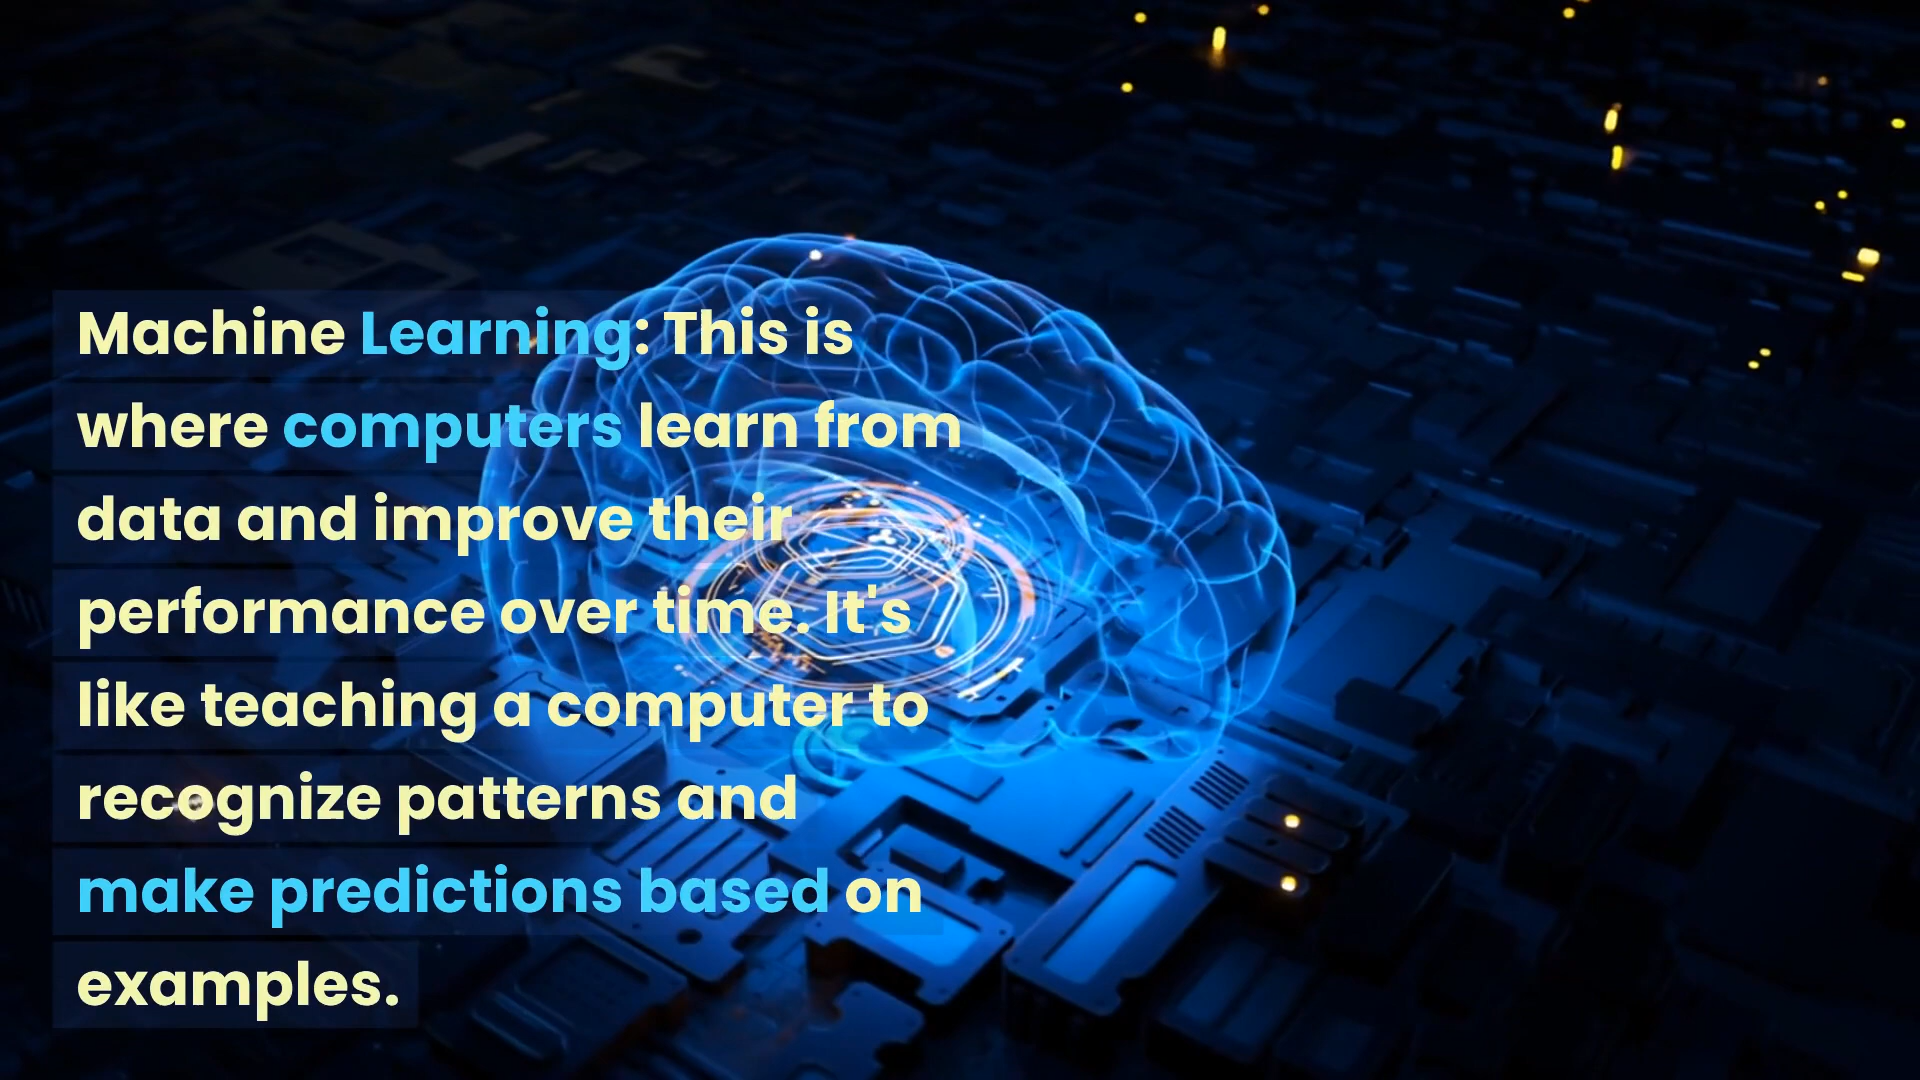 Machine Learning: This is
where computers learn from
data and improve their
performance over time. It's
like teaching a computer to
recognize patterns and
make predictions based on
examples.